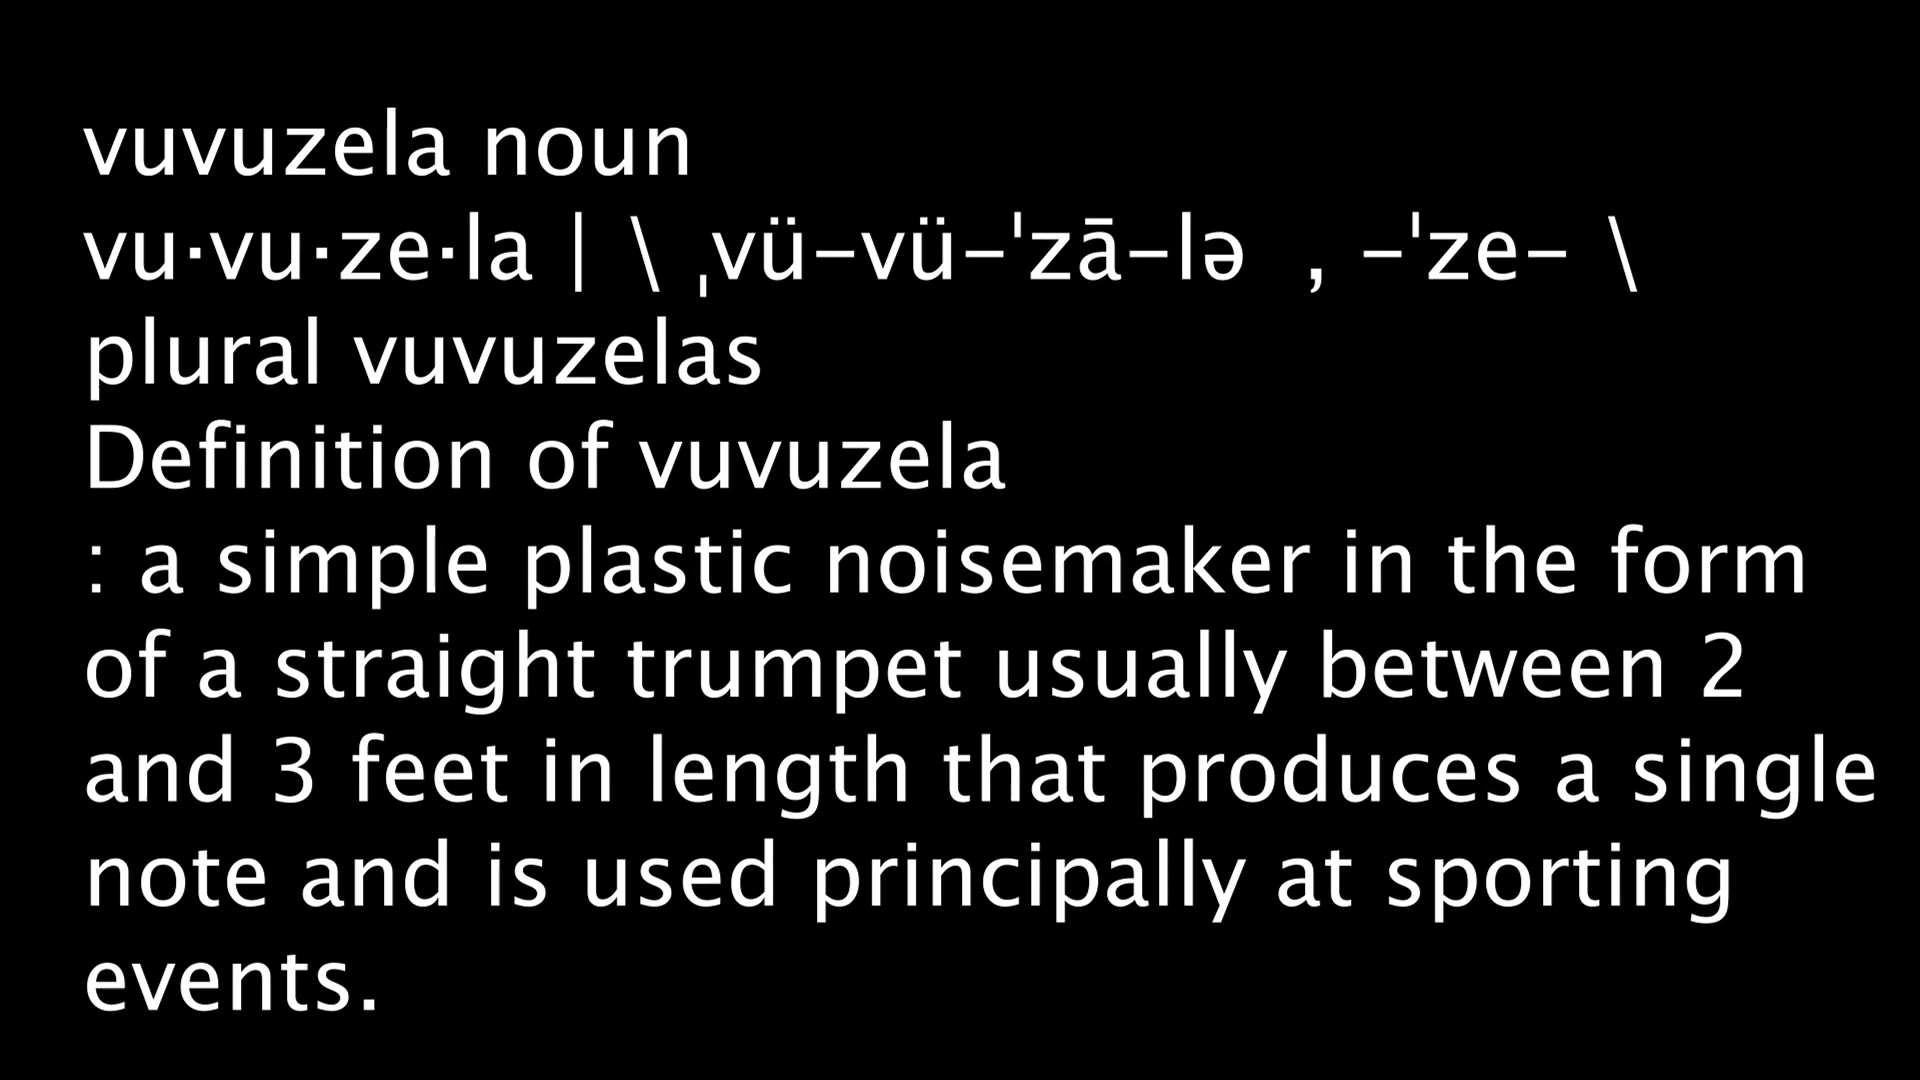 vuvuzela noun
vu·vu·ze·la | \ ˌvü-vü-ˈzā-lə  , -ˈze- \
plural vuvuzelas
Definition of vuvuzela
: a simple plastic noisemaker in the form
of a straight trumpet usually between 2
and 3 feet in length that produces a single
note and is used principally at sporting
events.